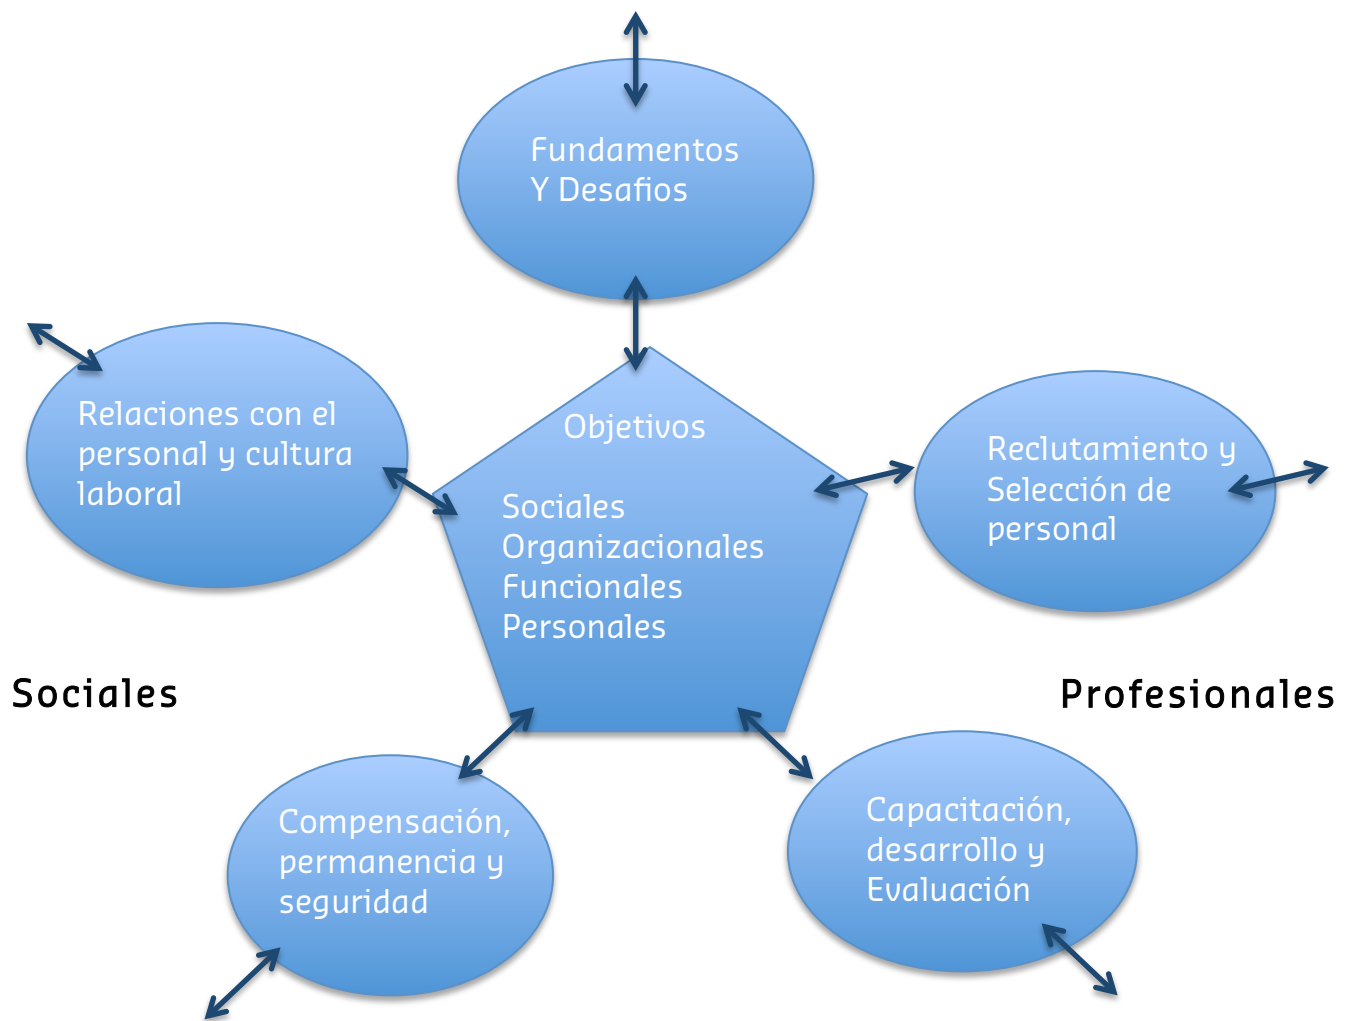 Fundamentos
Y Desafios
Relaciones con el
personal y cultura
laboral
Objetivos
Sociales
Organizacionales
Funcionales
Personales
Reclutamiento y
Selección de
personal
Sociales
Profesionales
Compensación,
permanencia y
seguridad
Capacitación,
desarrollo y
Evaluación